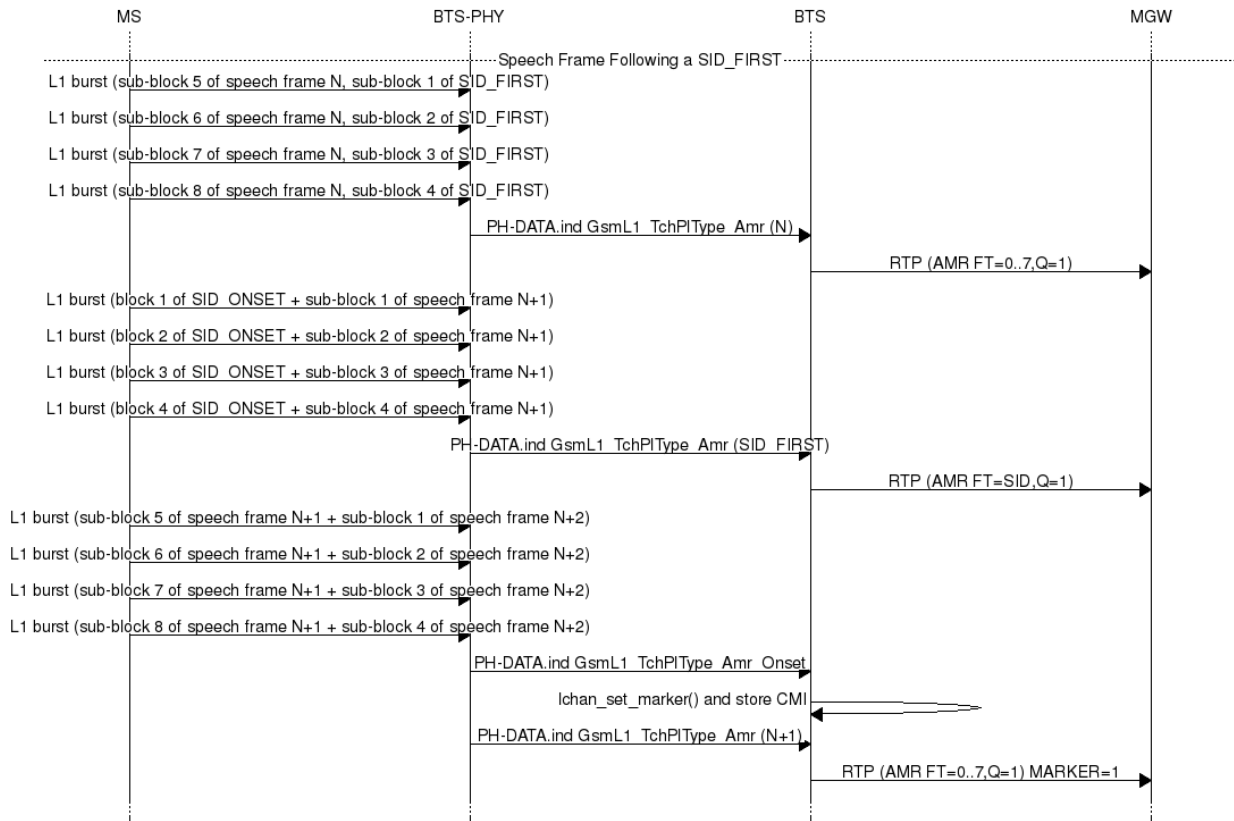 MS BTS-PHY BTS MGW
Speech Frame Following a SID_FIRST
L1 burst (sub-block 5 of speech frame N, sub-block 1 of SID_FIRST)
L1 burst (sub-block 6 of speech frame N, sub-block 2 of SID_FIRST)
L1 burst (sub-block 7 of speech frame N, sub-block 3 of SID_FIRST)
L1 burst (sub-block 8 of speech frame N, sub-block 4 of SID_FIRST)
PH-DATA.ind GsmL1_TchPlType_Amr (N)
RTP (AMR FT=0..7,Q=1)
L1 burst (block 1 of SID_ONSET + sub-block 1 of speech frame N+1)
L1 burst (block 2 of SID_ONSET + sub-block 2 of speech frame N+1)
L1 burst (block 3 of SID_ONSET + sub-block 3 of speech frame N+1)
L1 burst (block 4 of SID_ONSET + sub-block 4 of speech frame N+1)
PH-DATA.ind GsmL1_TchPlType_Amr (SID_FIRST)
RTP (AMR FT=SID,Q=1)
L1 burst (sub-block 5 of speech frame N+1 + sub-block 1 of speech frame N+2)
L1 burst (sub-block 6 of speech frame N+1 + sub-block 2 of speech frame N+2)
L1 burst (sub-block 7 of speech frame N+1 + sub-block 3 of speech frame N+2)
L1 burst (sub-block 8 of speech frame N+1 + sub-block 4 of speech frame N+2)
PH-DATA.ind GsmL1_TchPlType_Amr_Onset
lchan_set_marker() and store CMI
PH-DATA.ind GsmL1_TchPlType_Amr (N+1)
RTP (AMR FT=0..7,Q=1) MARKER=1